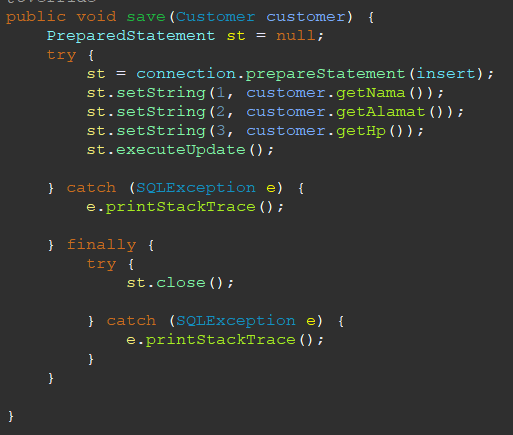 public void save(Customer customer) {
    PreparedStatement st = null;
    try {
        st = connection.prepareStatement(insert);
        st.setString(1, customer.getNama());
        st.setString(2, customer.getAlamat());
        st.setString(3, customer.getHp());
        st.executeUpdate();

    } catch (SQLException e) {
        e.printStackTrace();

    } finally {
        try {
            st.close();

        } catch (SQLException e) {
            e.printStackTrace();
        }
    }

}